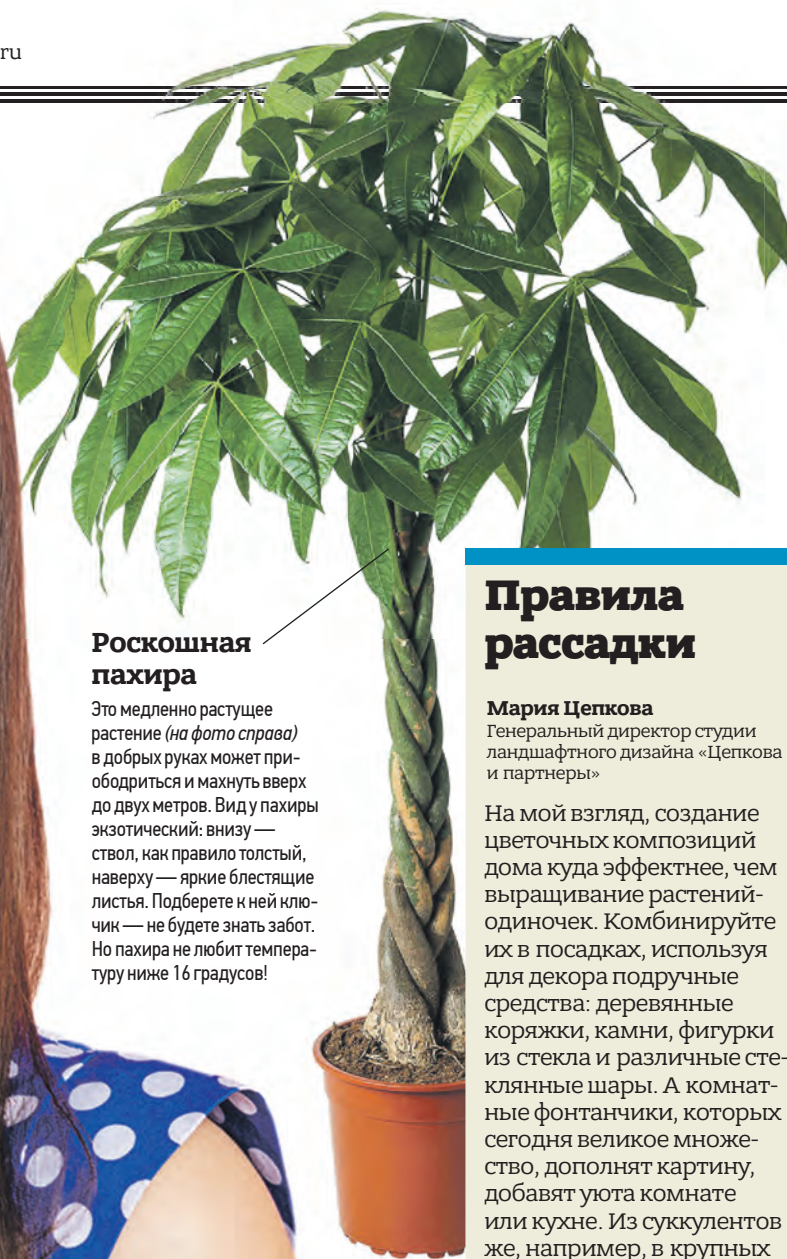 ru
Роскошная
пахира
Это медленно растущее
растение (на фото справа)
в добрых руках может при-
ободриться и махнуть вверх
до двух метров. Вид у пахиры
экзотический: внизу —
ствол, как правило толстый,
наверху — яркие блестящие
листья. Подберете к ней клю-
чик — не будете знать забот.
Но пахира не любит темпера-
туру ниже 16 градусов!
Правила
рассадки
Мария Цепкова
Генеральный директор студии
ландшафтного дизайна «Цепкова
и партнеры»
На мой взгляд, создание
цветочных композиций
дома куда эффектнее, чем
выращивание растений-
одиночек. Комбинируйте
их в посадках, используя
для декора подручные
средства: деревянные
коряжки, камни, фигурки
из стекла и различные сте-
клянные шары. А комнат-
ные фонтанчики, которых
сегодня великое множе-
ство, дополнят картину,
добавят уюта комнате
или кухне. Из суккулентов
же, например, в крупных